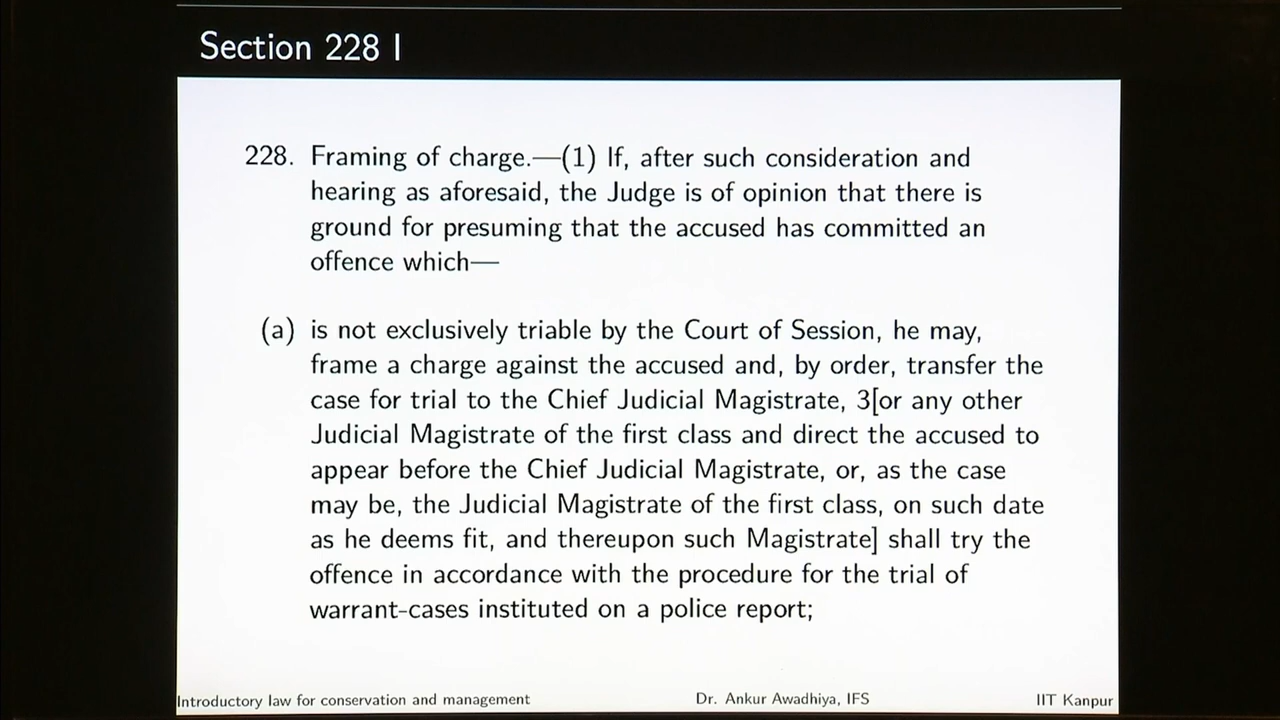 Section 228 I
228. Framing of charge.—(1) If, after such consideration and
hearing as aforesaid, the Judge is of opinion that there is
ground for presuming that the accused has committed an
offence which—
(a) is not exclusively triable by the Court of Session, he may,
frame a charge against the accused and, by order, transfer the
case for trial to the Chief Judicial Magistrate, 3[or any other
Judicial Magistrate of the first class and direct the accused to
appear before the Chief Judicial Magistrate, or, as the case
may be, the Judicial Magistrate of the first class, on such date
as he deems fit, and thereupon such Magistrate] shall try the
offence in accordance with the procedure for the trial of
warrant-cases instituted on a police report;
Introductory law for conservation and management Dr. Ankur Awadhiya, IFS IIT Kanpur